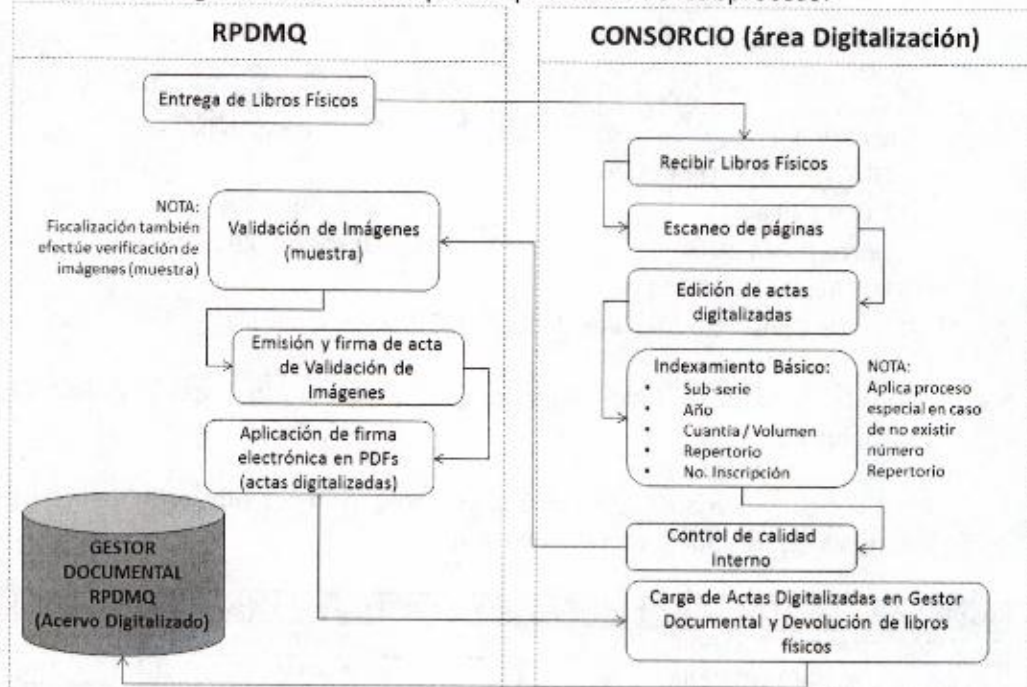 RPDMQ
CONSORCIO (área Digitalización)
Entrega de Libros Físicos
Recibir Libros Físicos
Escaneo de páginas
Edición de actas
digitalizadas
Indexamiento Básico:
• Sub-serie
• Año
• Cuantía / Volumen
• Repertorio
• No. Inscripción
NOTA:
Aplica proceso
especial en caso
de no existir
número
Repertorio
Control de calidad
Interno
NOTA:
Fiscalización también
efectúe verificación de
imágenes (muestra)
Validación de Imágenes
(muestra)
Emisión y firma de acta
de Validación de
Imágenes
Aplicación de firma
electrónica en PDFs
(actas digitalizadas)
Carga de Actas Digitalizadas en Gestor
Documental y Devolución de libros
físicos
GESTOR
DOCUMENTAL
RPDMQ
(Acervo Digitalizado)